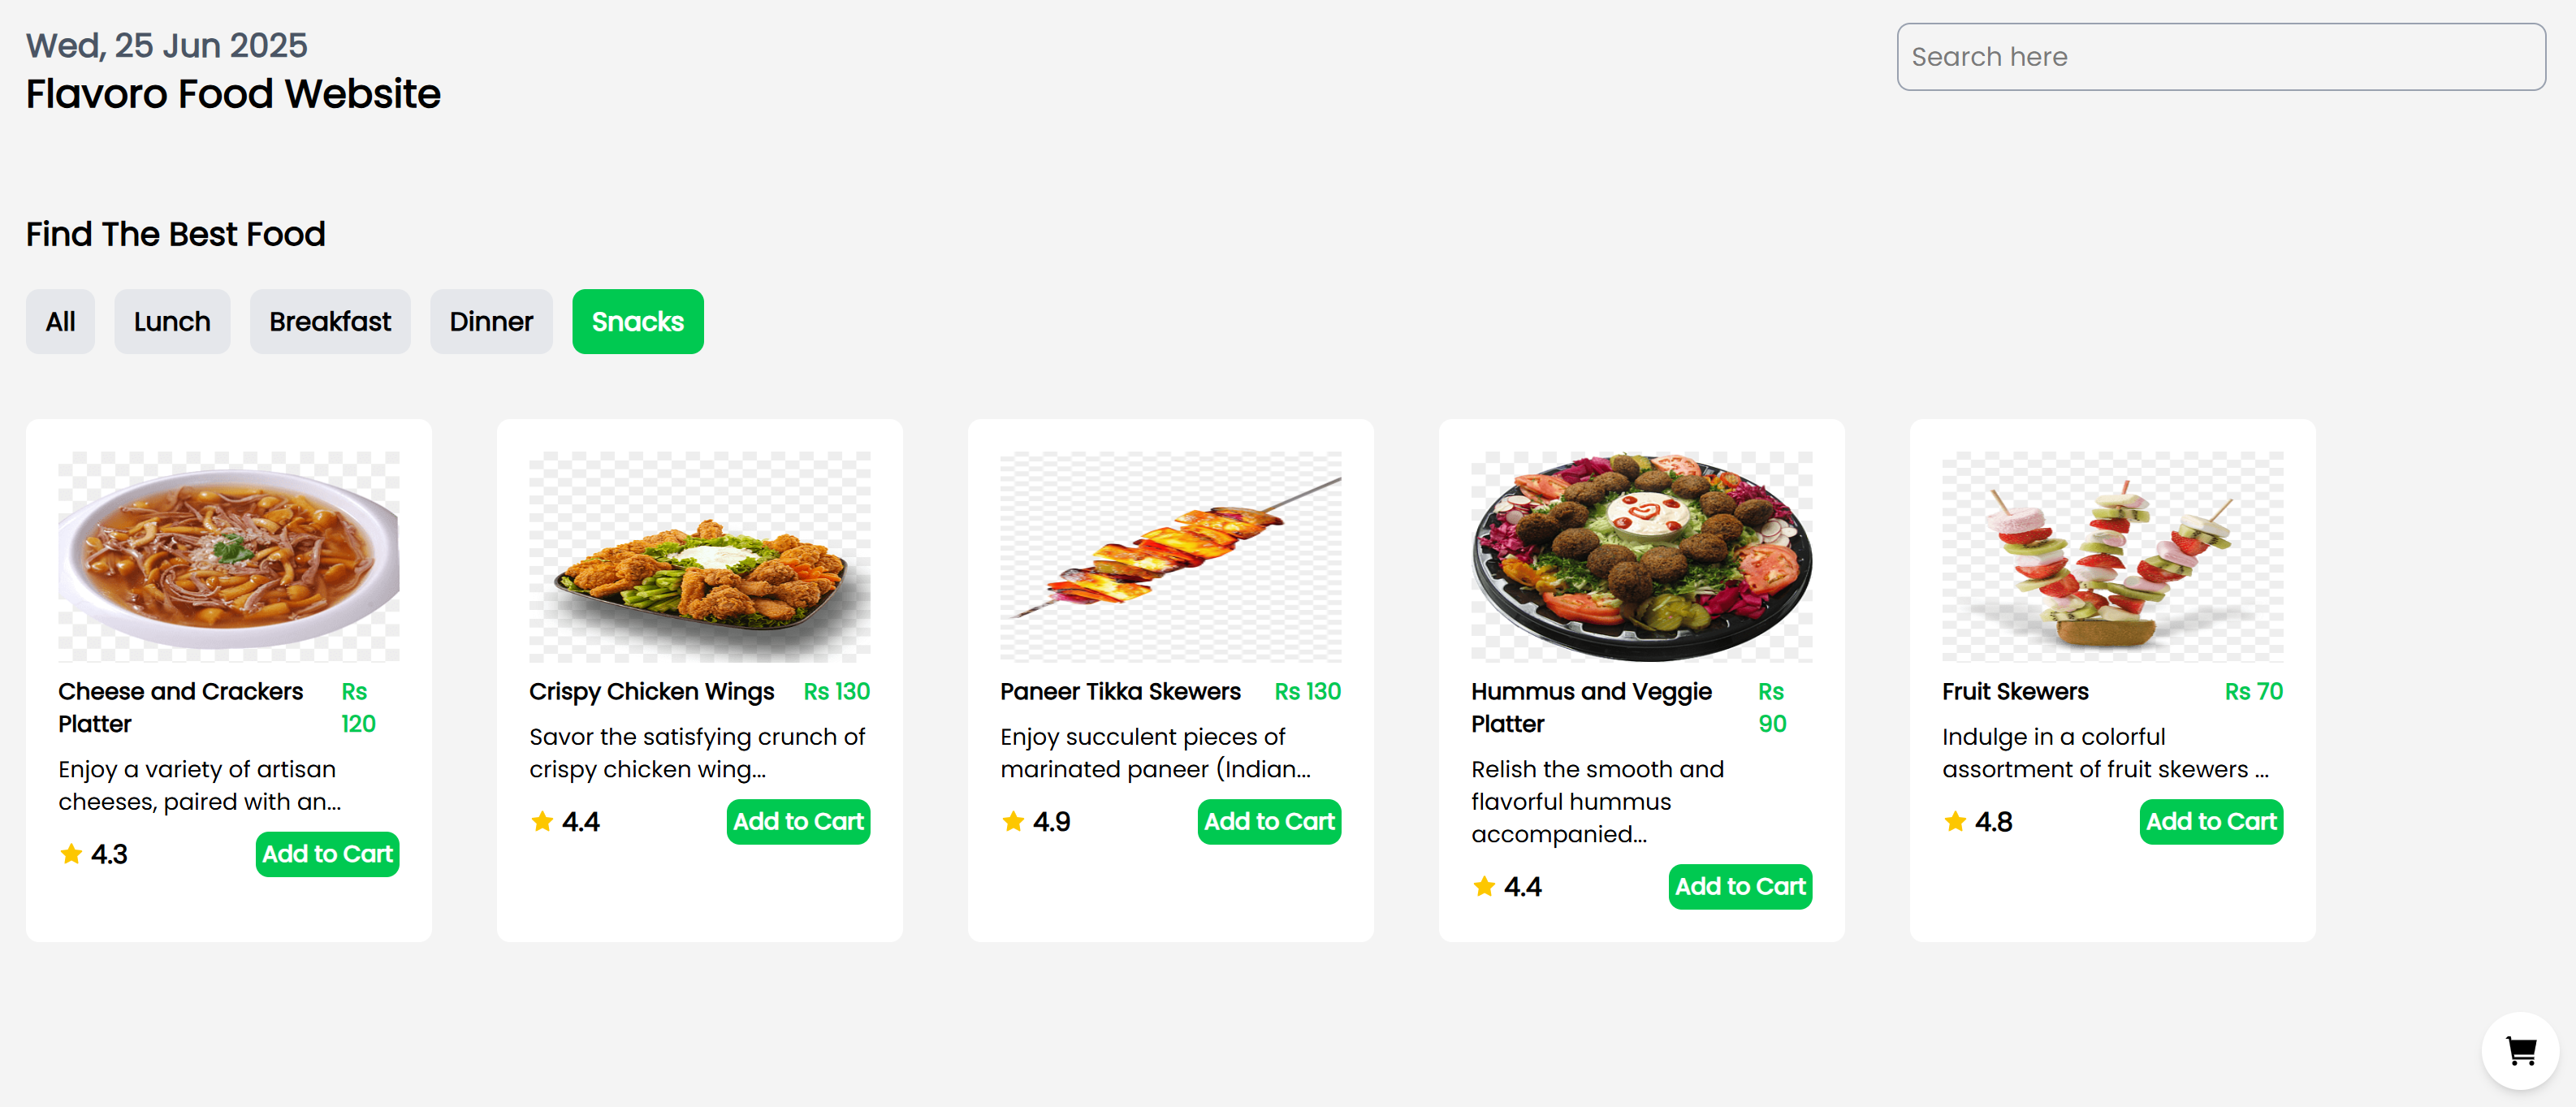 Wed, 25 Jun 2025
Flavoro Food Website
Search here
Find The Best Food
All
Lunch
Breakfast
Dinner
Snacks
Cheese and Crackers
Platter
Rs
120
Enjoy a variety of artisan
cheeses, paired with an...
4.3
Add to Cart
Crispy Chicken Wings
Rs 130
Savor the satisfying crunch of
crispy chicken wing...
4.4
Add to Cart
Paneer Tikka Skewers
Rs 130
Enjoy succulent pieces of
marinated paneer (Indian...
4.9
Add to Cart
Hummus and Veggie
Platter
Rs
90
Relish the smooth and
flavorful hummus
accompanied...
4.4
Add to Cart
Fruit Skewers
Rs 70
Indulge in a colorful
assortment of fruit skewers ...
4.8
Add to Cart